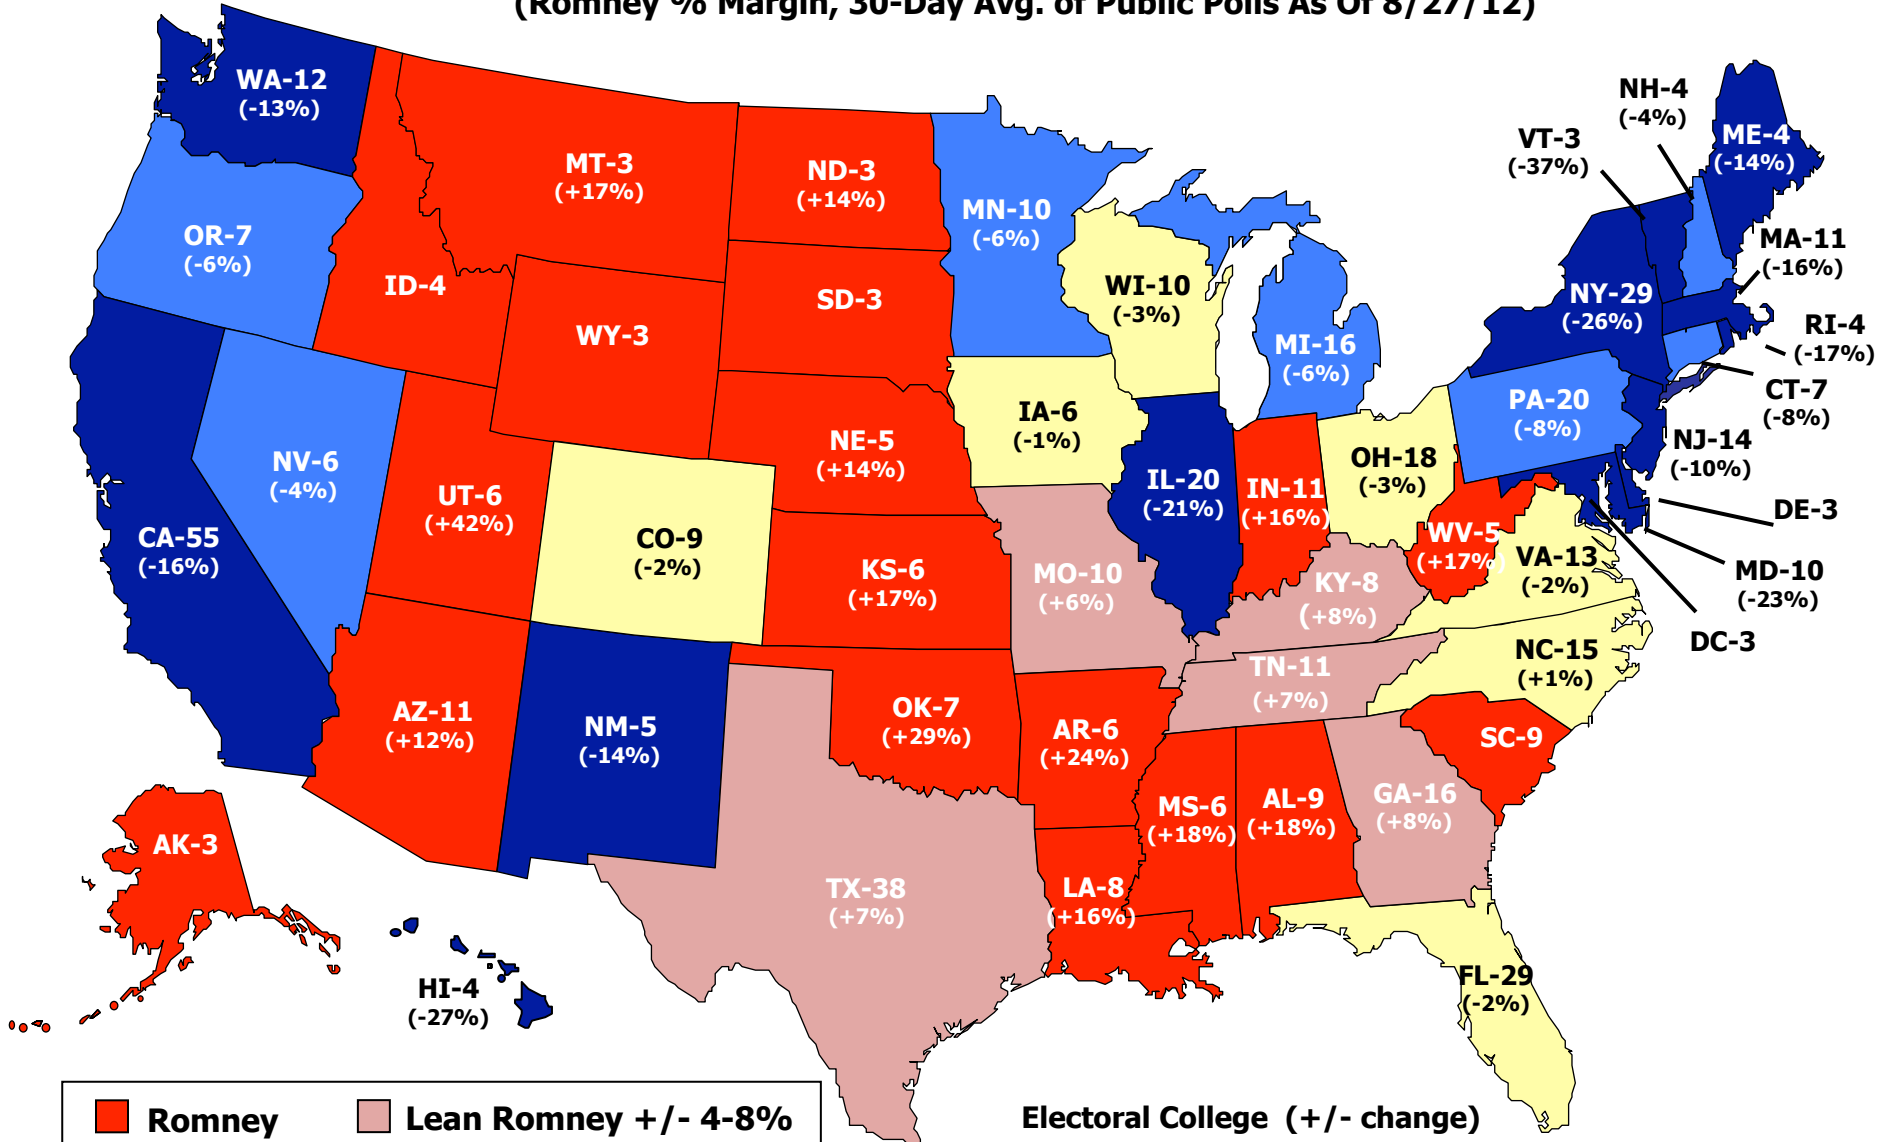 (Romney % Margin, 30-Day Avg. of Public Polls As Of 8/27/12)
WA-12
(-13%)
OR-7
(-6%)
CA-55
(-16%)
NV-6
(-4%)
ID-4
MT-3
(+17%)
WY-3
UT-6
(+42%)
AZ-11
(+12%)
CO-9
(-2%)
NM-5
(-14%)
ND-3
(+14%)
SD-3
NE-5
(+14%)
KS-6
(+17%)
OK-7
(+29%)
TX-38
(+7%)
MN-10
(-6%)
IA-6
(-1%)
MO-10
(+6%)
AR-6
(+24%)
LA-8
(+16%)
WI-10
(-3%)
IL-20
(-21%)
MI-16
(-6%)
IN-11
(+16%)
OH-18
(-3%)
KY-8
(+8%)
TN-11
(+7%)
MS-6
(+18%)
AL-9
(+18%)
GA-16
(+8%)
FL-29
(-2%)
SC-9
NC-15
(+1%)
VA-13
(-2%)
WV-5
(+17%)
PA-20
(-8%)
NY-29
(-26%)
VT-3
(-37%)
NH-4
(-4%)
ME-4
(-14%)
MA-11
(-16%)
RI-4
(-17%)
CT-7
(-8%)
NJ-14
(-10%)
DE-3
MD-10
(-23%)
DC-3
AK-3
HI-4
(-27%)
Romney
Lean Romney +/- 4-8%
Electoral College (+/- change)